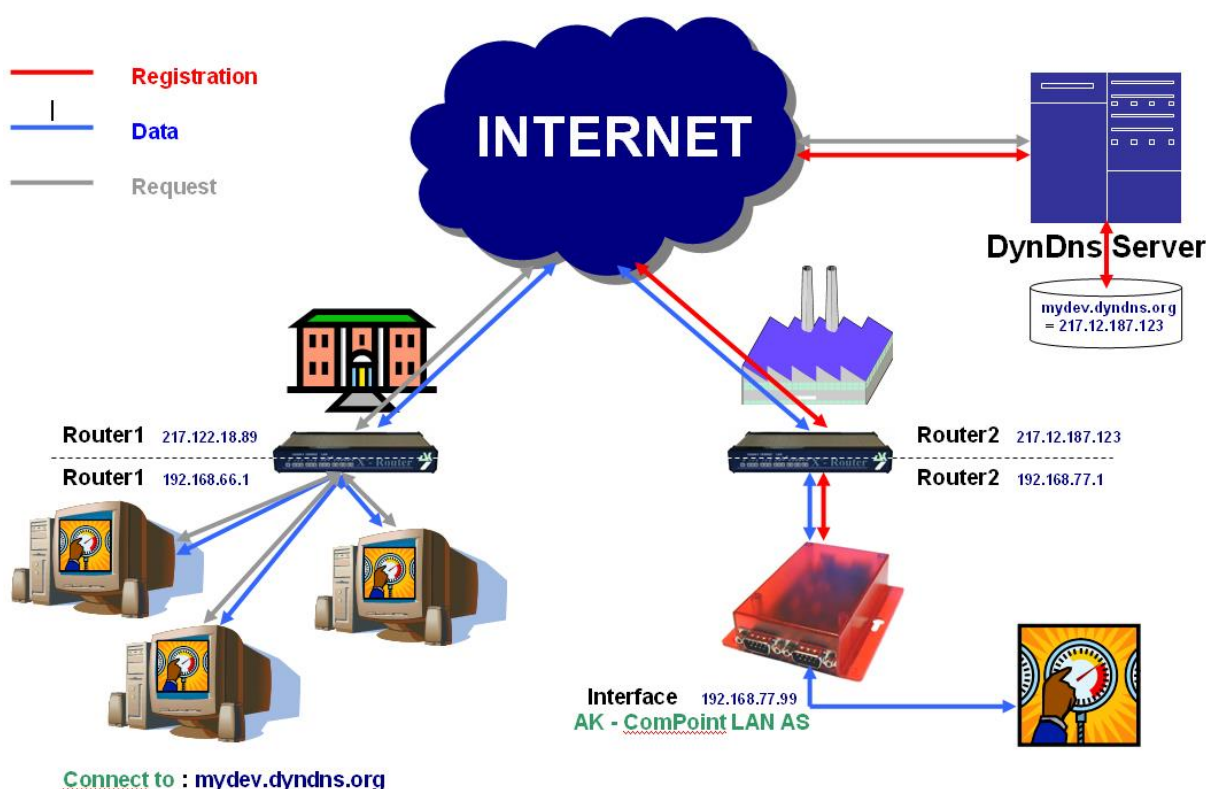 Registration
Data
Request
INTERNET
DynDns Server
mydev.dyndns.org
= 217.12.187.123
Router1 217.122.18.89
Router1 192.168.66.1
X - Router
Router2 217.12.187.123
Router2 192.168.77.1
X - Router
Interface 192.168.77.99
AK - ComPoint LAN AS
Connect to : mydev.dyndns.org